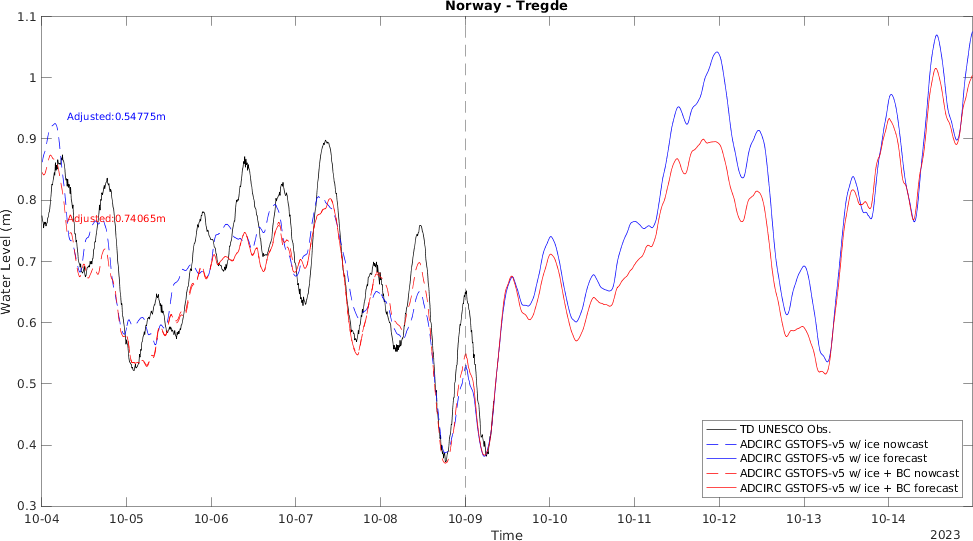 Norway - Tregde
1.1
1
0.9
0.8
0.7
0.6
0.5
0.4
0.3
Water Level (m)
Adjusted:0.54775m
Adjusted:0.74065m
TD UNESCO Obs.
ADCIRC GSTOFS-v5 w/ ice nowcast
ADCIRC GSTOFS-v5 w/ ice forecast
ADCIRC GSTOFS-v5 w/ ice + BC nowcast
ADCIRC GSTOFS-v5 w/ ice + BC forecast
10-04 10-05 10-06 10-07 10-08 10-09 10-10 10-11 10-12 10-13 10-14
Time
2023